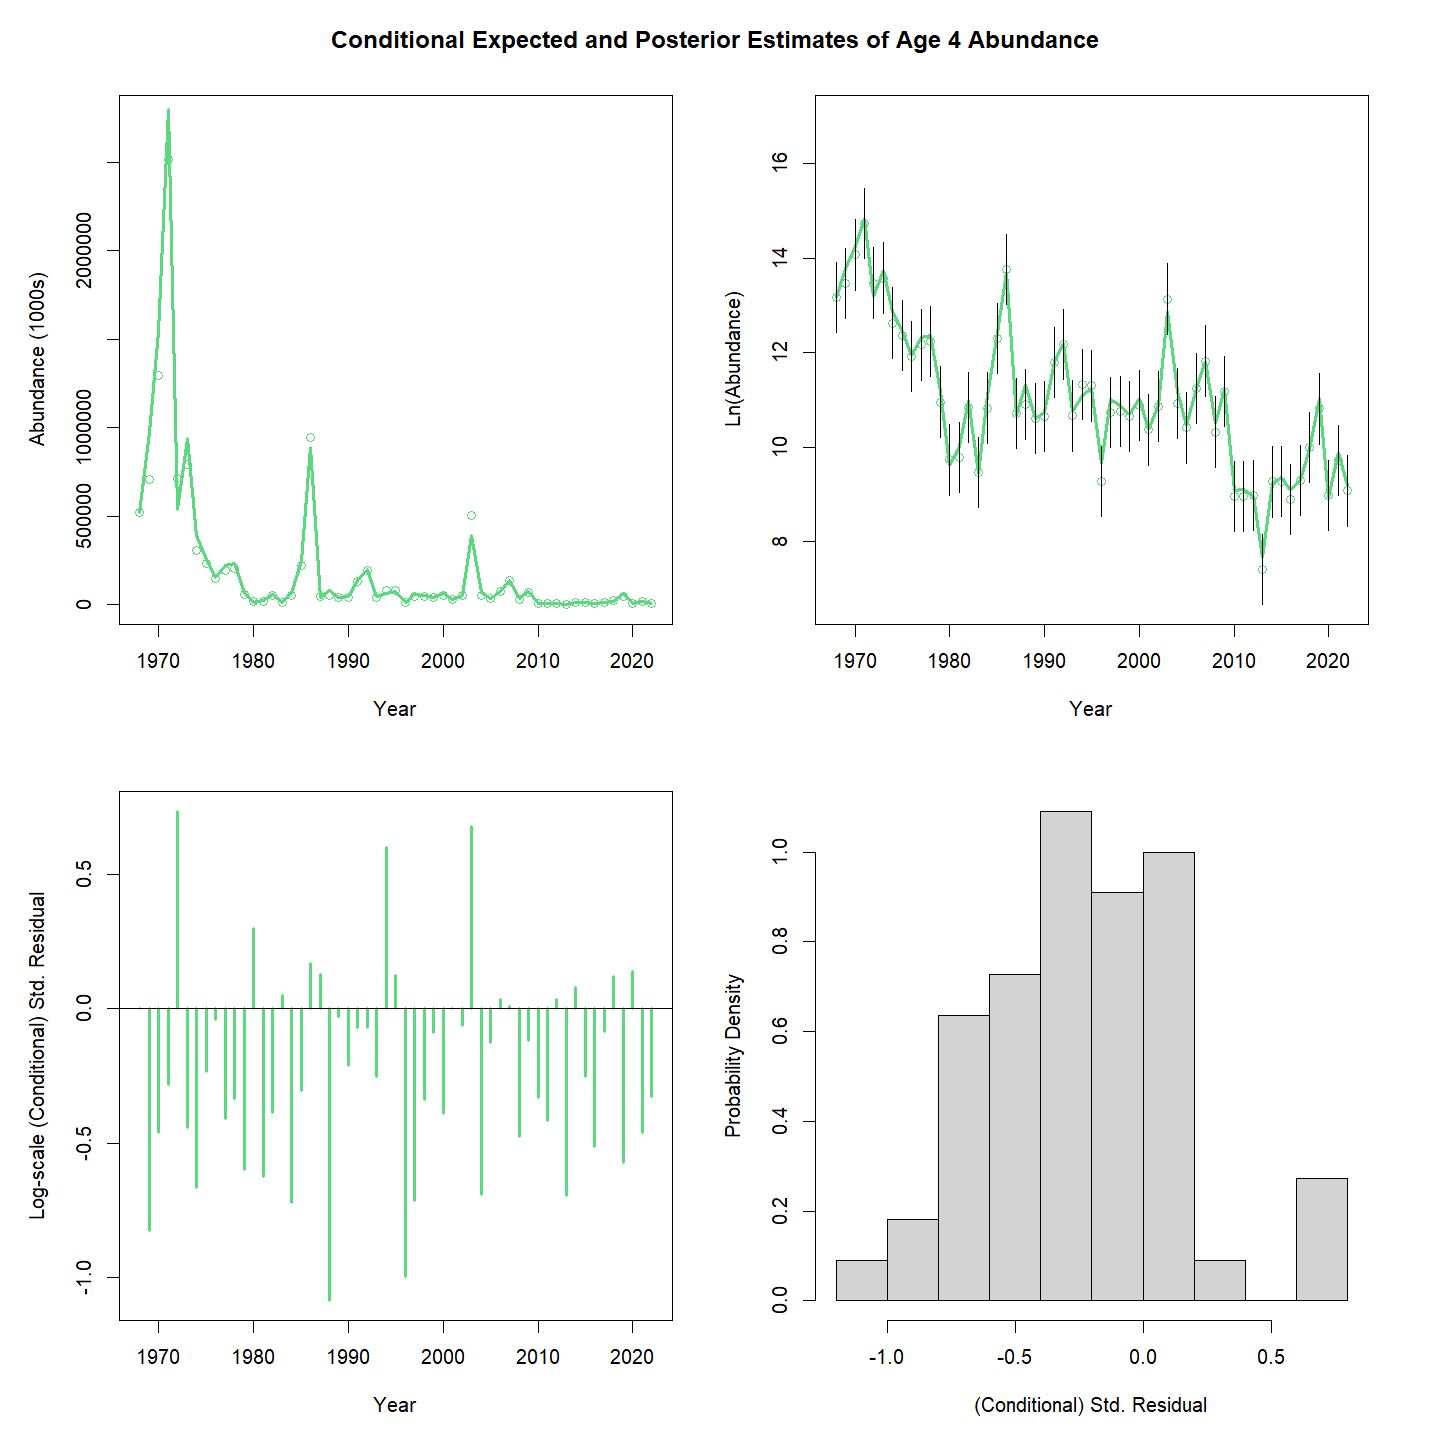 Conditional Expected and Posterior Estimates of Age 4 Abundance
Abundance (1000s)
0
500000
1000000
2000000
1970 1980 1990 2000 2010 2020
Year
Ln(Abundance)
8
10
12
14
16
1970 1980 1990 2000 2010 2020
Year
Log-scale (Conditional) Std. Residual
-1.0
-0.5
0.0
0.5
1970 1980 1990 2000 2010 2020
Year
Probability Density
0.0
0.2
0.4
0.6
0.8
1.0
-1.0 -0.5 0.0 0.5
(Conditional) Std. Residual